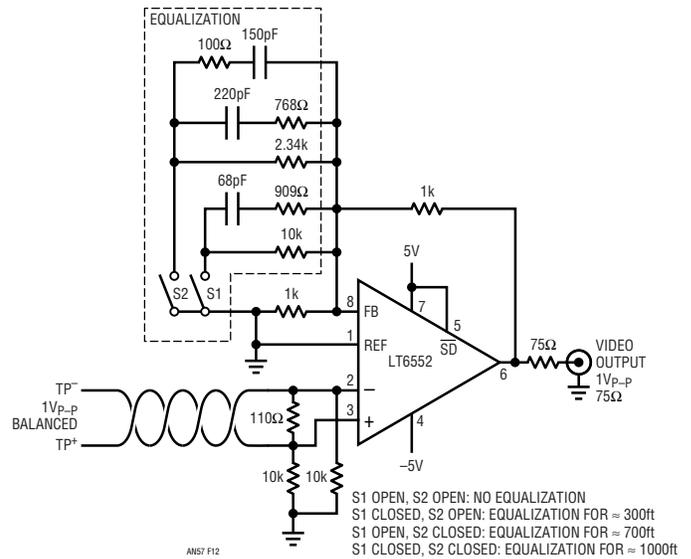 EQUALIZATION
150pF
100Ω
220pF
768Ω
2.34k
68pF
909Ω
1k
10k
5V
S2
S1
1k
8
FB
7
5
1
REF
SD
LT6552
75Ω
VIDEO
OUTPUT
1VP–P
75Ω
6
TP–
2
–
1VP–P
BALANCED
110Ω
3
+
4
TP+
–5V
10k
10k
S1 OPEN, S2 OPEN: NO EQUALIZATION
S1 CLOSED, S2 OPEN: EQUALIZATION FOR ≈ 300ft
S1 OPEN, S2 CLOSED: EQUALIZATION FOR ≈ 700ft
S1 CLOSED, S2 CLOSED: EQUALIZATION FOR ≈ 1000ft
AN57 F12